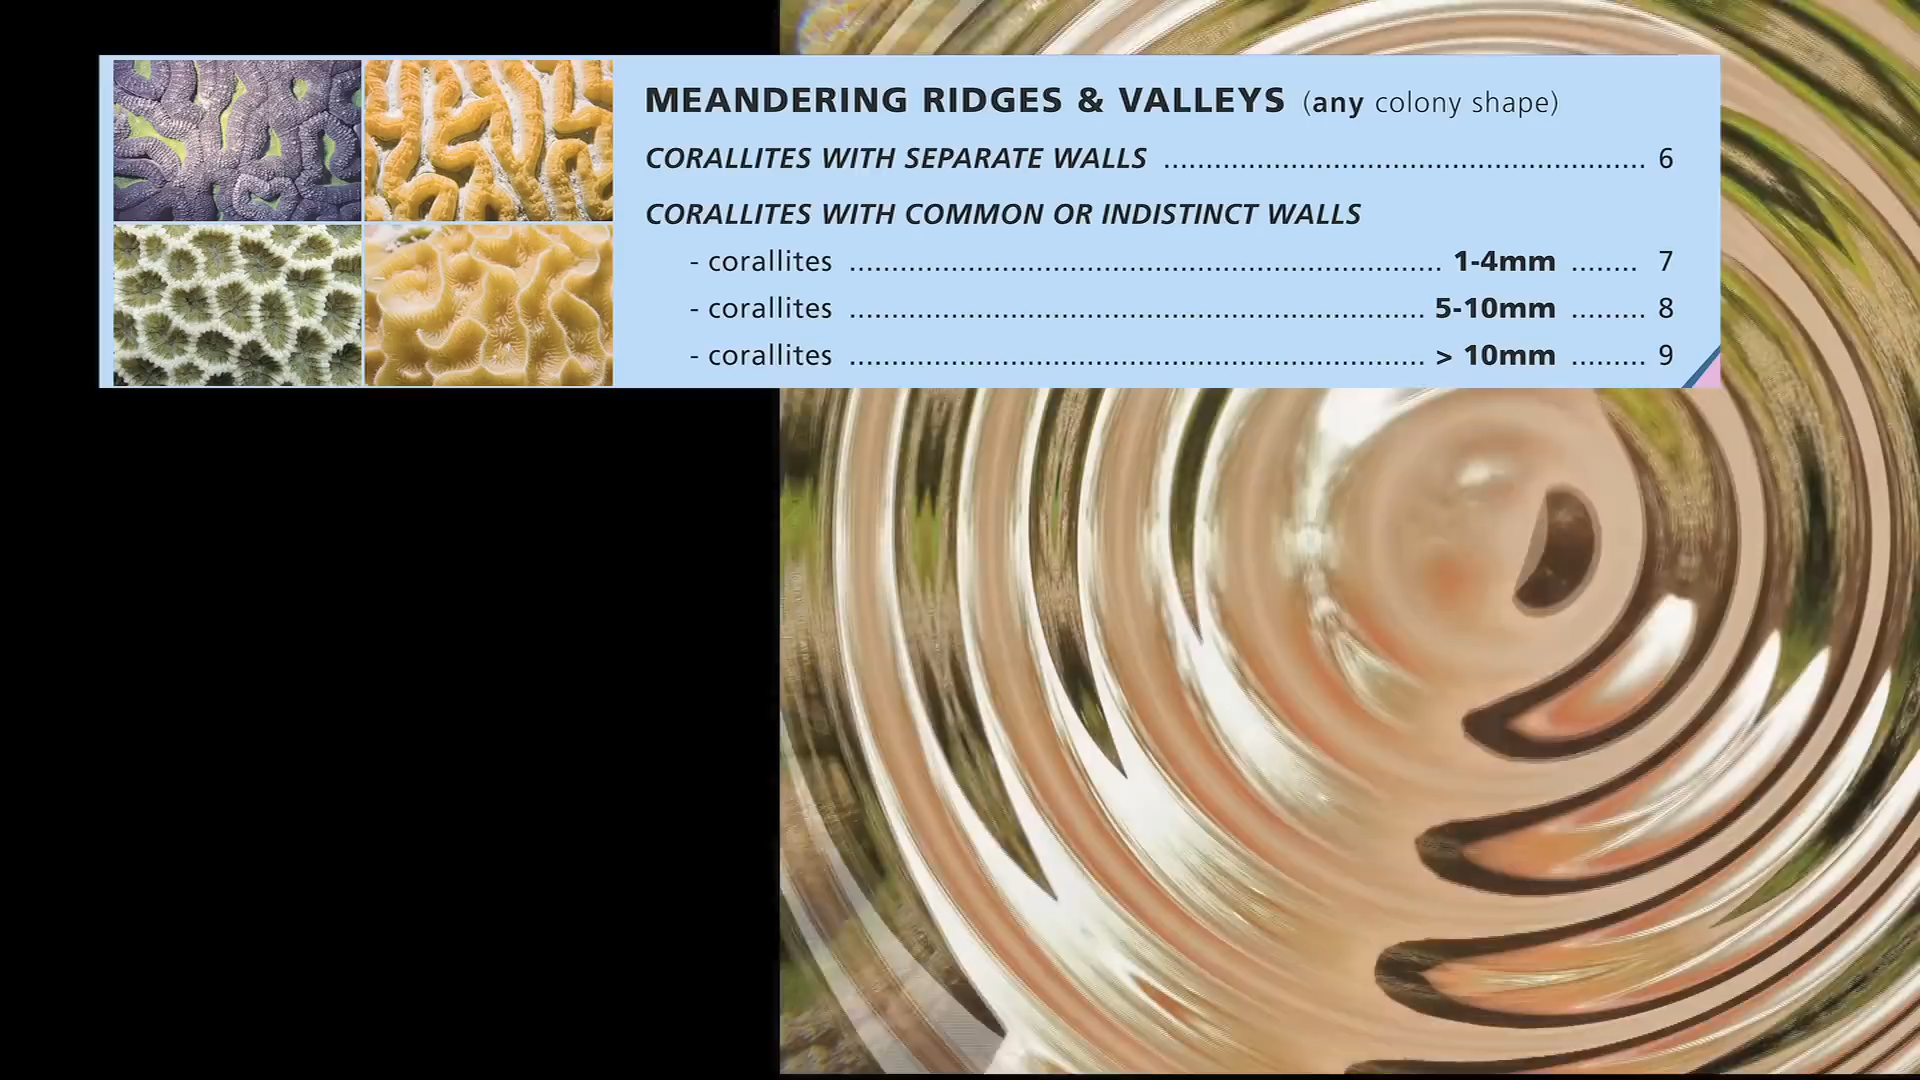 MEANDERING RIDGES & VALLEYS (any colony shape)
CORALLITES WITH SEPARATE WALLS ........................................................ 6
CORALLITES WITH COMMON OR INDISTINCT WALLS
- corallites ...................................................................... 1-4mm ........ 7
- corallites .................................................................... 5-10mm ......... 8
- corallites .................................................................... > 10mm ......... 9